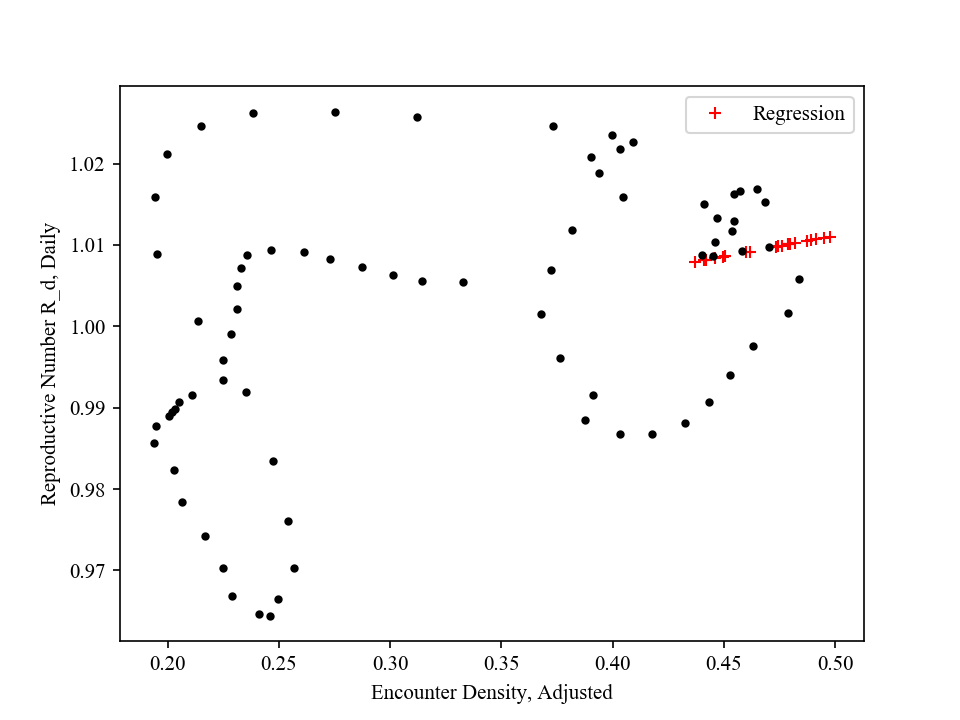 Regression
1.02
1.01
1.00
0.99
0.98
0.97
Reproductive Number R_d, Daily
0.20 0.25 0.30 0.35 0.40 0.45 0.50
Encounter Density, Adjusted